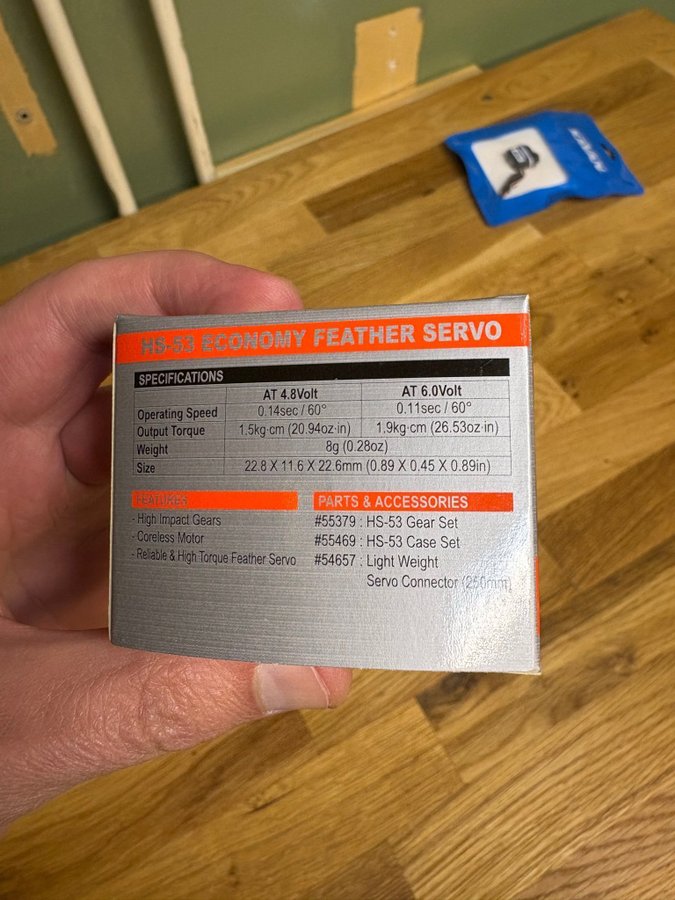 HS-53 ECONOMY FEATHER SERVO
SPECIFICATIONS
AT 4.8Volt AT 6.0Volt
Operating Speed 0.14sec / 60° 0.11sec / 60°
Output Torque 1.5kg·cm (20.94oz·in) 1.9kg·cm (26.53oz·in)
Weight 8g (0.28oz)
Size 22.8 X 11.6 X 22.6mm (0.89 X 0.45 X 0.89in)
FEATURES
- High Impact Gears
- Coreless Motor
- Reliable & High Torque Feather Servo
PARTS & ACCESSORIES
#55379 : HS-53 Gear Set
#55469 : HS-53 Case Set
#54657 : Light Weight
Servo Connector (250mm)